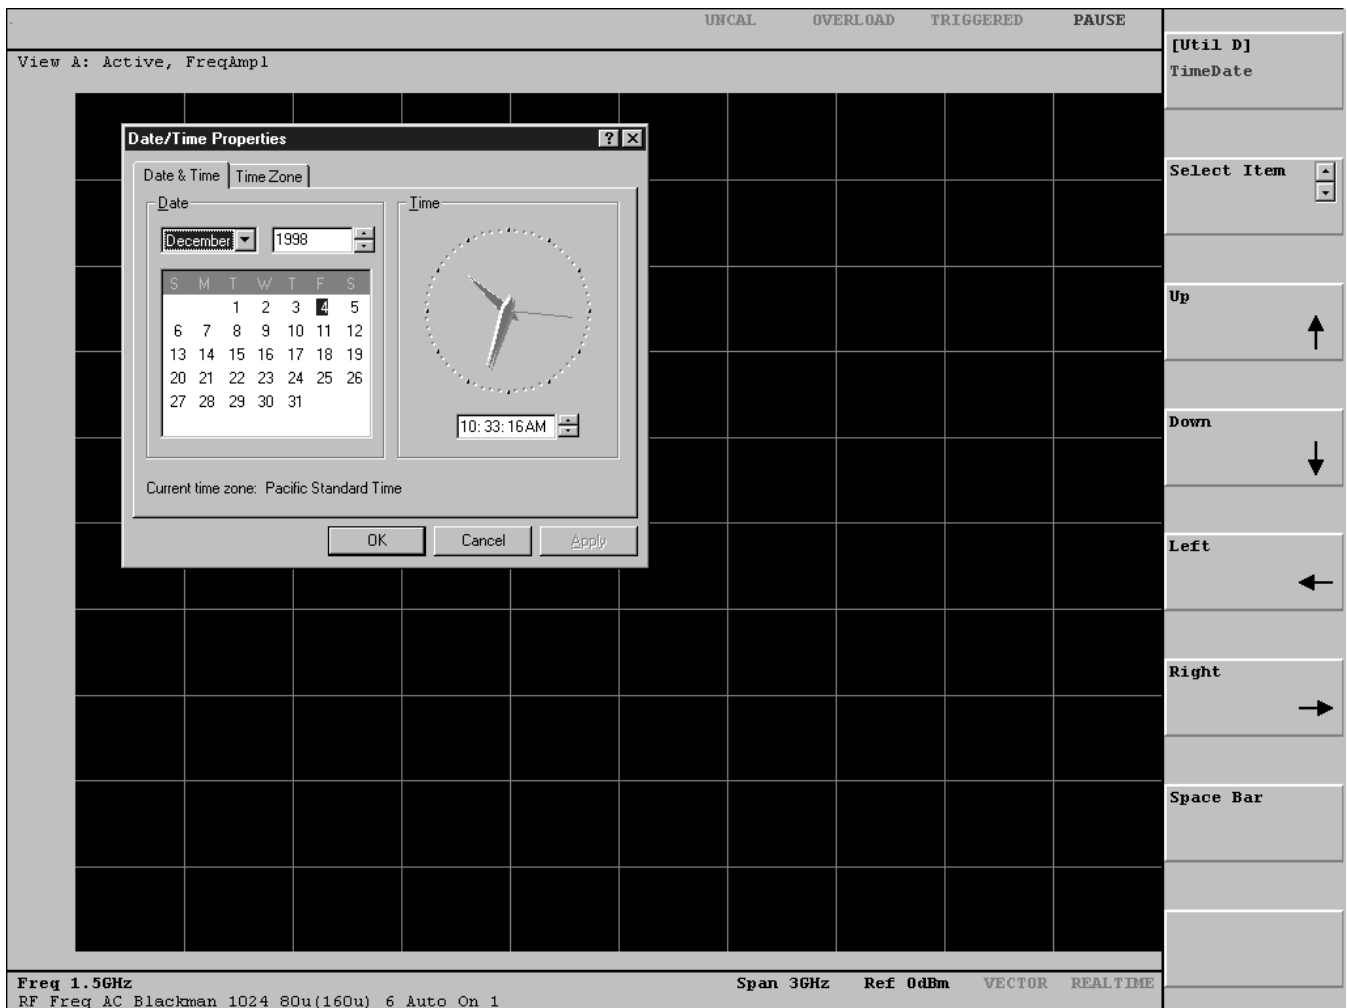 UNCAL OVERLOAD TRIGGERED PAUSE
View A: Active, FreqAmpl
[Util D]
TimeDate
Select Item
Up
Down
Left
Right
Space Bar
Date/Time Properties
Date & Time Time Zone
Date
December 1998
S M T W T F S
1 2 3 4 5
6 7 8 9 10 11 12
13 14 15 16 17 18 19
20 21 22 23 24 25 26
27 28 29 30 31
Time
10:33:16AM
Current time zone: Pacific Standard Time
OK Cancel Apply
Freq 1.5GHz Span 3GHz Ref 0dBm VECTOR REALTIME
RF Freq AC Blackman 1024 80u(160u) 6 Auto On 1